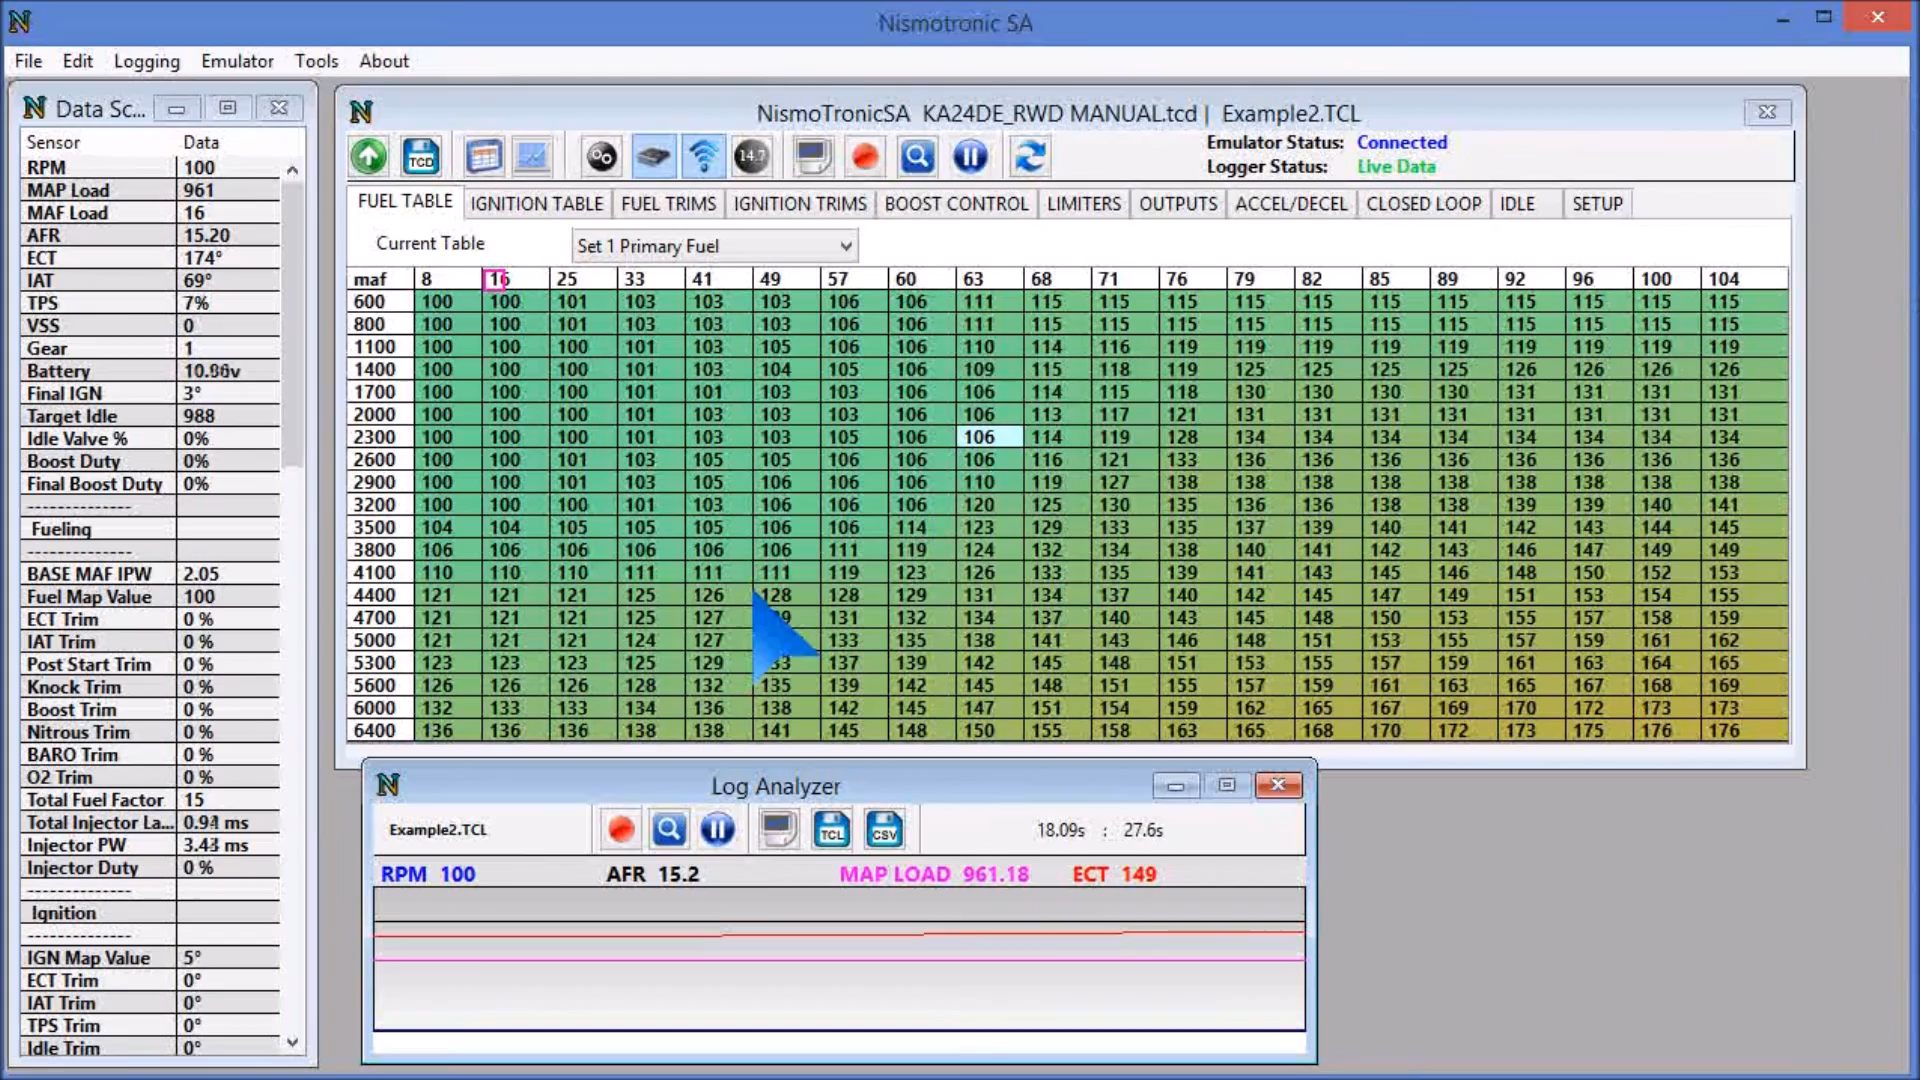 Nismotronic SA
File Edit Logging Emulator Tools About
Data Sc...
Sensor Data
RPM 100
MAP Load 961
MAF Load 16
AFR 15.20
ECT 174°
IAT 69°
TPS 7%
VSS 0
Gear 1
Battery
Final IGN 3°
Target Idle 988
Idle Valve % 0%
Boost Duty 0%
Final Boost Duty 0%
--------------
Fueling
--------------
BASE MAF IPW 2.05
Fuel Map Value 100
ECT Trim 0 %
IAT Trim 0 %
Post Start Trim 0 %
Knock Trim 0 %
Boost Trim 0 %
Nitrous Trim 0 %
BARO Trim 0 %
O2 Trim 0 %
Total Fuel Factor 15
Total Injector La... ms
Injector PW ms
Injector Duty 0 %
--------------
Ignition
--------------
IGN Map Value 5°
ECT Trim 0°
IAT Trim 0°
TPS Trim 0°
Idle Trim 0°
NismoTronicSA KA24DE_RWD MANUAL.tcd | Example2.TCL
TCD 14.7
Emulator Status: Connected
Logger Status: Live Data
FUEL TABLE IGNITION TABLE FUEL TRIMS IGNITION TRIMS BOOST CONTROL LIMITERS OUTPUTS ACCEL/DECEL CLOSED LOOP IDLE SETUP
Current Table Set 1 Primary Fuel
maf 8 16 25 33 41 49 57 60 63 68 71 76 79 82 85 89 92 96 100 104
600 100 100 101 103 103 103 106 106 111 115 115 115 115 115 115 115 115 115 115 115
800 100 100 101 103 103 103 106 106 111 115 115 115 115 115 115 115 115 115 115 115
1100 100 100 100 101 103 105 106 106 110 114 116 119 119 119 119 119 119 119 119 119
1400 100 100 100 101 103 104 105 106 109 115 118 119 125 125 125 125 126 126 126 126
1700 100 100 100 101 101 103 103 106 106 114 115 118 130 130 130 130 131 131 131 131
2000 100 100 100 101 103 103 103 106 106 113 117 121 131 131 131 131 131 131 131 131
2300 100 100 100 101 103 103 105 106 106 114 119 128 134 134 134 134 134 134 134 134
2600 100 100 101 103 105 105 106 106 106 116 121 133 136 136 136 136 136 136 136 136
2900 100 100 101 103 105 106 106 106 110 119 127 138 138 138 138 138 138 138 138 138
3200 100 100 100 101 103 106 106 106 120 125 130 135 136 136 138 138 139 139 140 141
3500 104 104 105 105 105 106 106 114 123 129 133 135 137 139 140 141 142 143 144 145
3800 106 106 106 106 106 106 111 119 124 132 134 138 140 141 142 143 146 147 149 149
4100 110 110 110 111 111 111 119 123 126 133 135 139 141 143 145 146 148 150 152 153
4400 121 121 121 125 126 128 128 129 131 134 137 140 142 145 147 149 151 153 154 155
4700 121 121 121 125 127 131 132 134 137 140 143 145 148 150 153 155 157 158 159
5000 121 121 121 124 127 133 135 138 141 143 146 148 151 153 155 157 159 161 162
5300 123 123 123 125 129 137 139 142 145 148 151 153 155 157 159 161 163 164 165
5600 126 126 126 128 132 135 139 142 145 148 151 155 157 159 161 163 165 167 168 169
6000 132 133 133 134 136 138 142 145 147 151 154 159 162 165 167 169 170 172 173 173
6400 136 136 136 138 138 141 145 148 150 155 158 163 165 168 170 172 173 175 176 176
Log Analyzer
Example2.TCL TCL CSV 18.09s : 27.6s
RPM 100 AFR 15.2 MAP LOAD 961.18 ECT 149